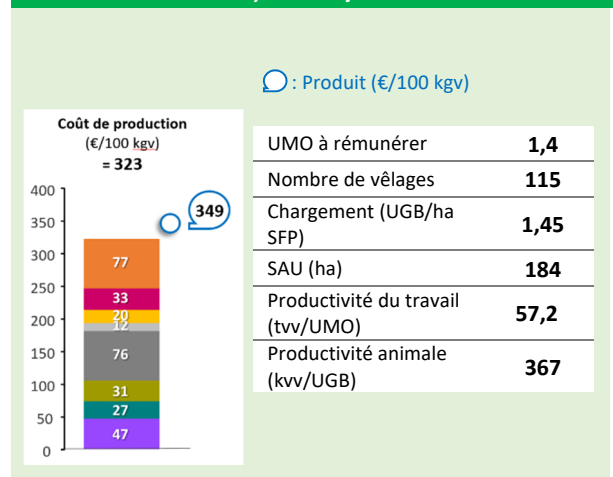 : Produit (€/100 kgv)
Coût de production
(€/100 kgv)
= 323
400
350
300
250
200
150
100
50
0
349
77
33
20
12
76
31
27
47
UMO à rémunérer 1,4
Nombre de vêlages 115
Chargement (UGB/ha
SFP) 1,45
SAU (ha) 184
Productivité du travail
(tvv/UMO) 57,2
Productivité animale
(kvv/UGB) 367